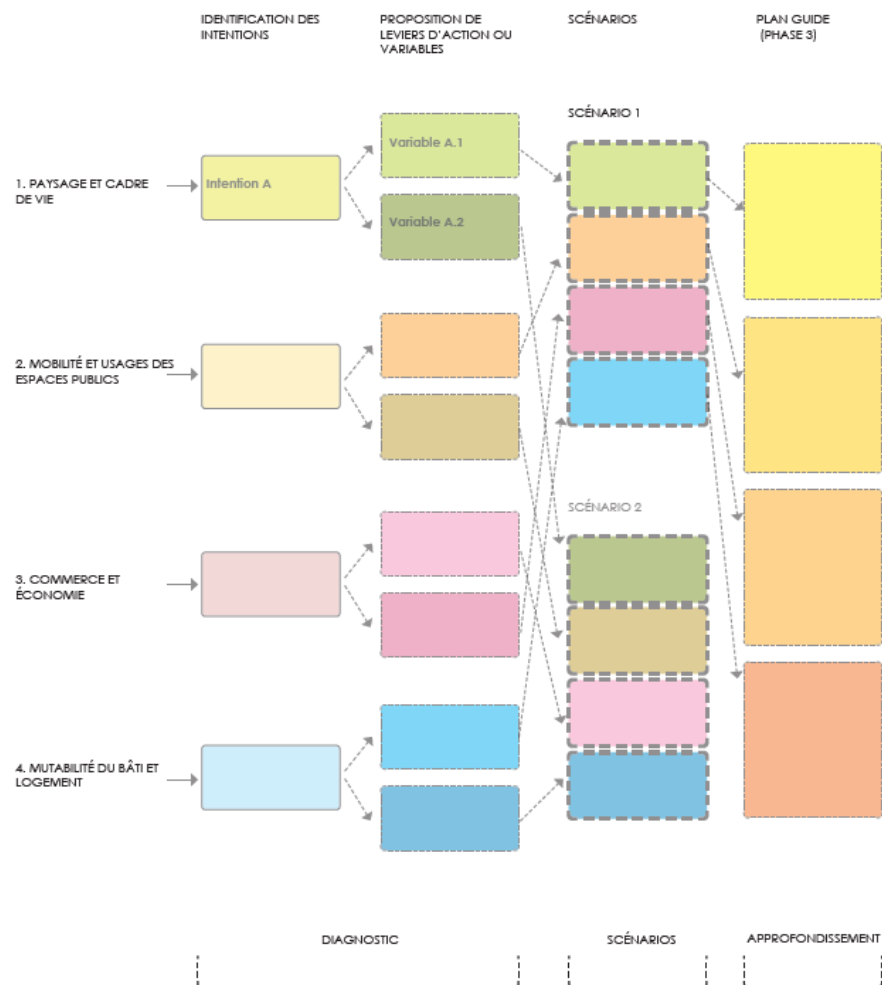 IDENTIFICATION DES
INTENTIONS
PROPOSITION DE
LEVIERS D'ACTION OU
VARIABLES
SCÉNARIOS
PLAN GUIDE
(PHASE 3)
SCÉNARIO 1
Variable A.1
1. PAYSAGE ET CADRE
DE VIE
Intention A
Variable A.2
2. MOBILITÉ ET USAGES DES
ESPACES PUBLICS
SCÉNARIO 2
3. COMMERCE ET
ÉCONOMIE
4. MUTABILITÉ DU BÂTI ET
LOGEMENT
DIAGNOSTIC
SCÉNARIOS
APPROFONDISSEMENT